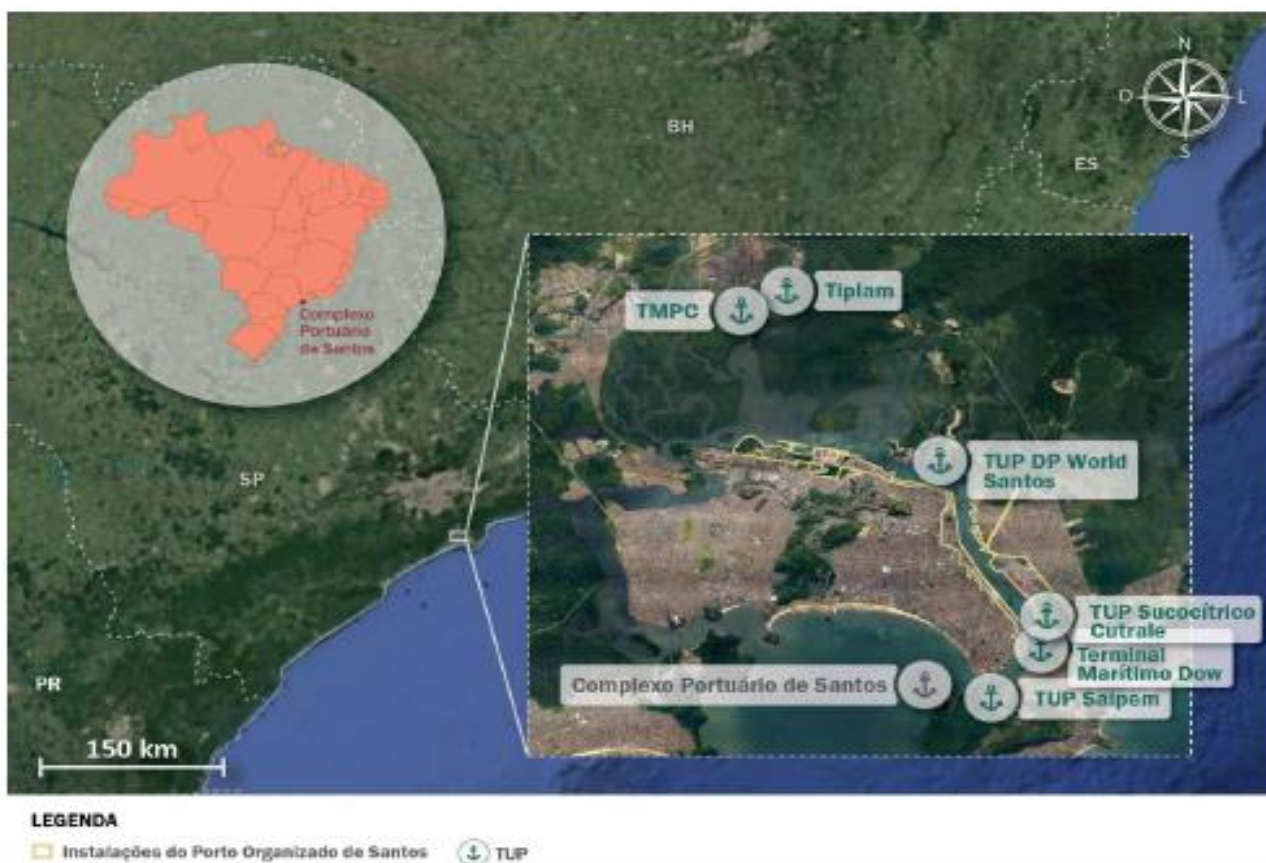 N
O
L
S
BH
ES
SP
PR
Complexo
Portuário
de Santos
TMPC
Tiplam
TUP DP World
Santos
TUP Sucocítrico
Cutrale
Terminal
Marítimo Dow
Complexo Portuário de Santos
TUP Saipem
150 km
LEGENDA
Instalações do Porto Organizado de Santos
TUP